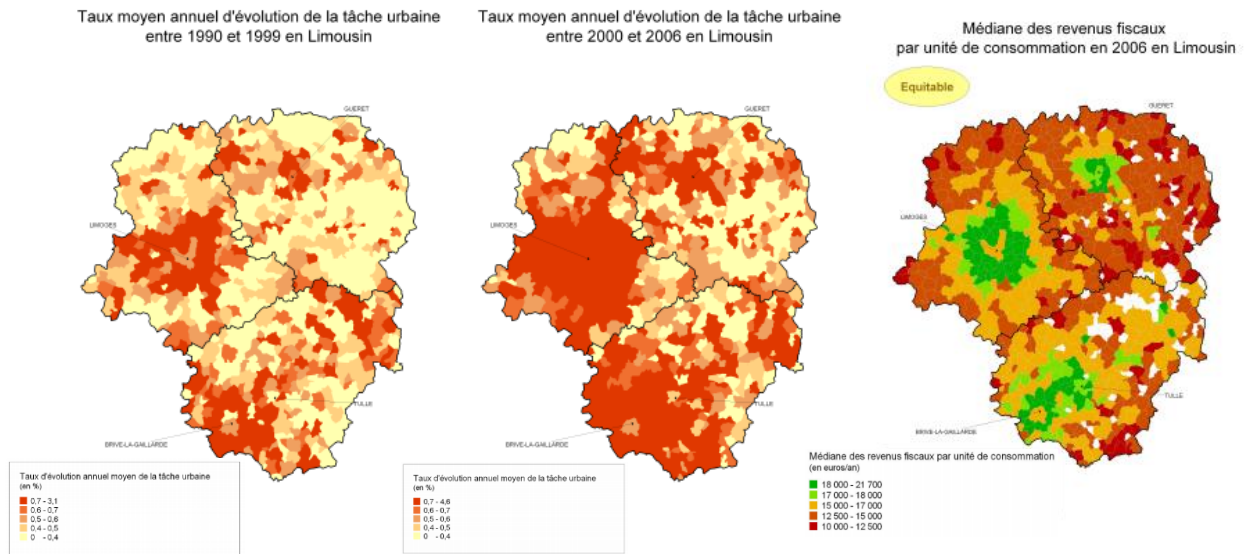 Taux moyen annuel d'évolution de la tâche urbaine
entre 1990 et 1999 en Limousin
GUERET
LIMOGES
TULLE
BRIVE-LA-GAILLARDE
Taux d'évolution annuel moyen de la tâche urbaine
(en %)
0,7 - 3,1
0,6 - 0,7
0,5 - 0,6
0,4 - 0,5
0 - 0,4
Taux moyen annuel d'évolution de la tâche urbaine
entre 2000 et 2006 en Limousin
GUERET
LIMOGES
TULLE
BRIVE-LA-GAILLARDE
Taux d'évolution annuel moyen de la tâche urbaine
(en %)
0,7 - 4,6
0,6 - 0,7
0,5 - 0,6
0,4 - 0,5
0 - 0,4
Médiane des revenus fiscaux
par unité de consommation en 2006 en Limousin
Equitable
GUERET
LIMOGES
TULLE
BRIVE-LA-GAILLARDE
Médiane des revenus fiscaux par unité de consommation
(en euros/an)
18 000 - 21 700
17 000 - 18 000
15 000 - 17 000
12 500 - 15 000
10 000 - 12 500